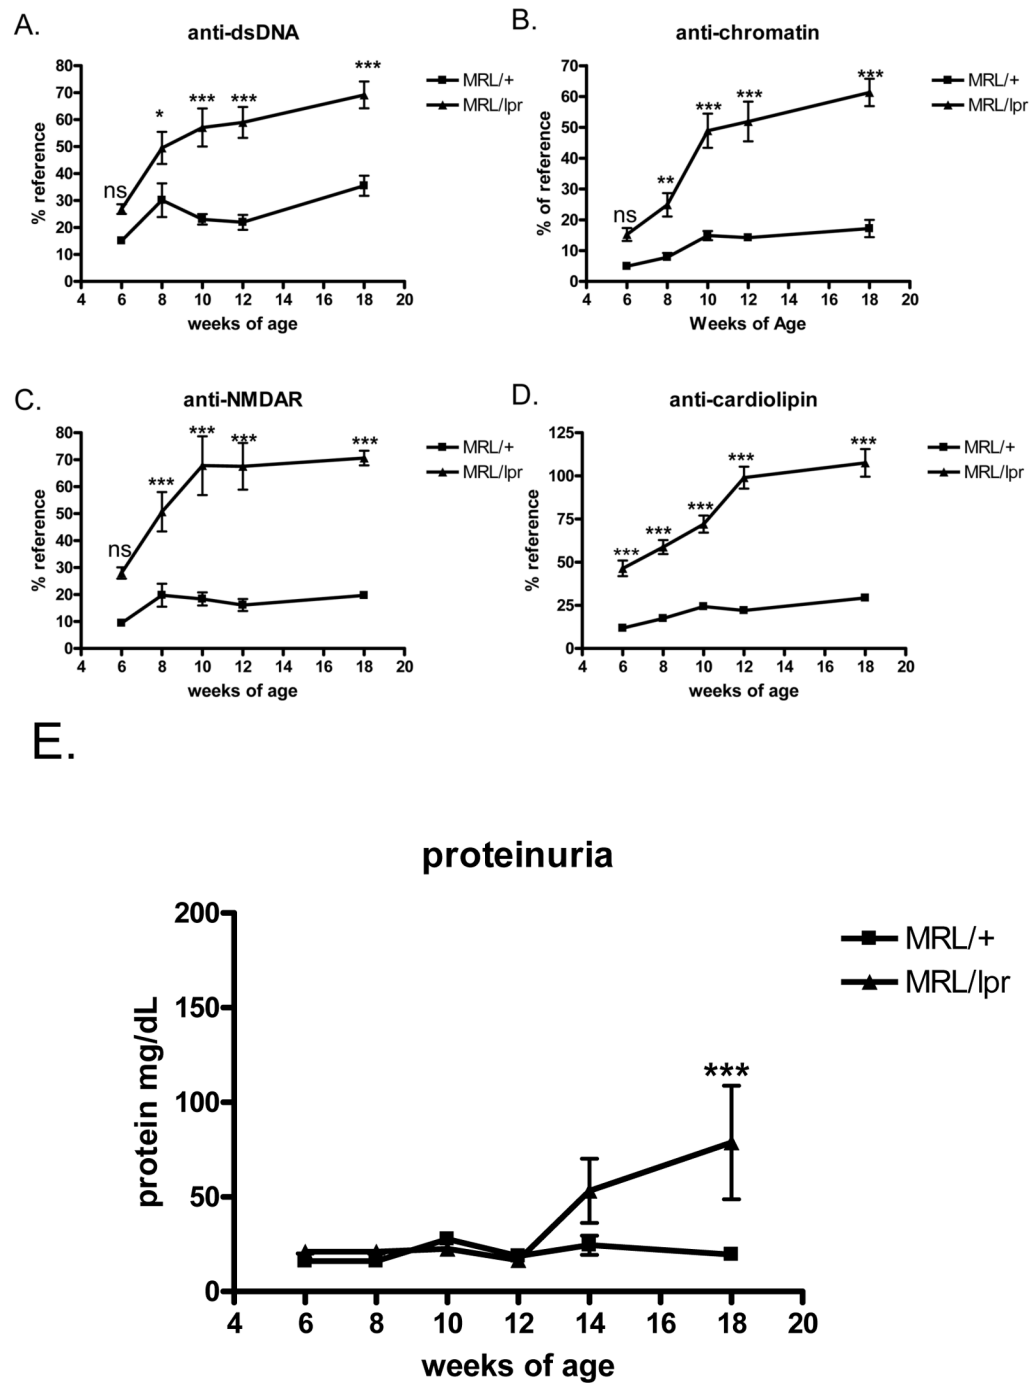 A.
anti-dsDNA
% reference
80
70
60
50
40
30
20
10
0
ns
*
***
***
***
4 6 8 10 12 14 16 18 20
weeks of age
MRL/+
MRL/lpr
B.
anti-chromatin
% of reference
70
60
50
40
30
20
10
0
ns
**
***
***
***
4 6 8 10 12 14 16 18 20
Weeks of Age
MRL/+
MRL/lpr
C.
anti-NMDAR
% reference
80
70
60
50
40
30
20
10
0
ns
***
***
***
***
4 6 8 10 12 14 16 18 20
weeks of age
MRL/+
MRL/lpr
D.
anti-cardiolipin
% reference
125
100
75
50
25
0
***
***
***
***
***
4 6 8 10 12 14 16 18 20
weeks of age
MRL/+
MRL/lpr
E.
proteinuria
protein mg/dL
200
150
100
50
0
***
4 6 8 10 12 14 16 18 20
weeks of age
MRL/+
MRL/lpr